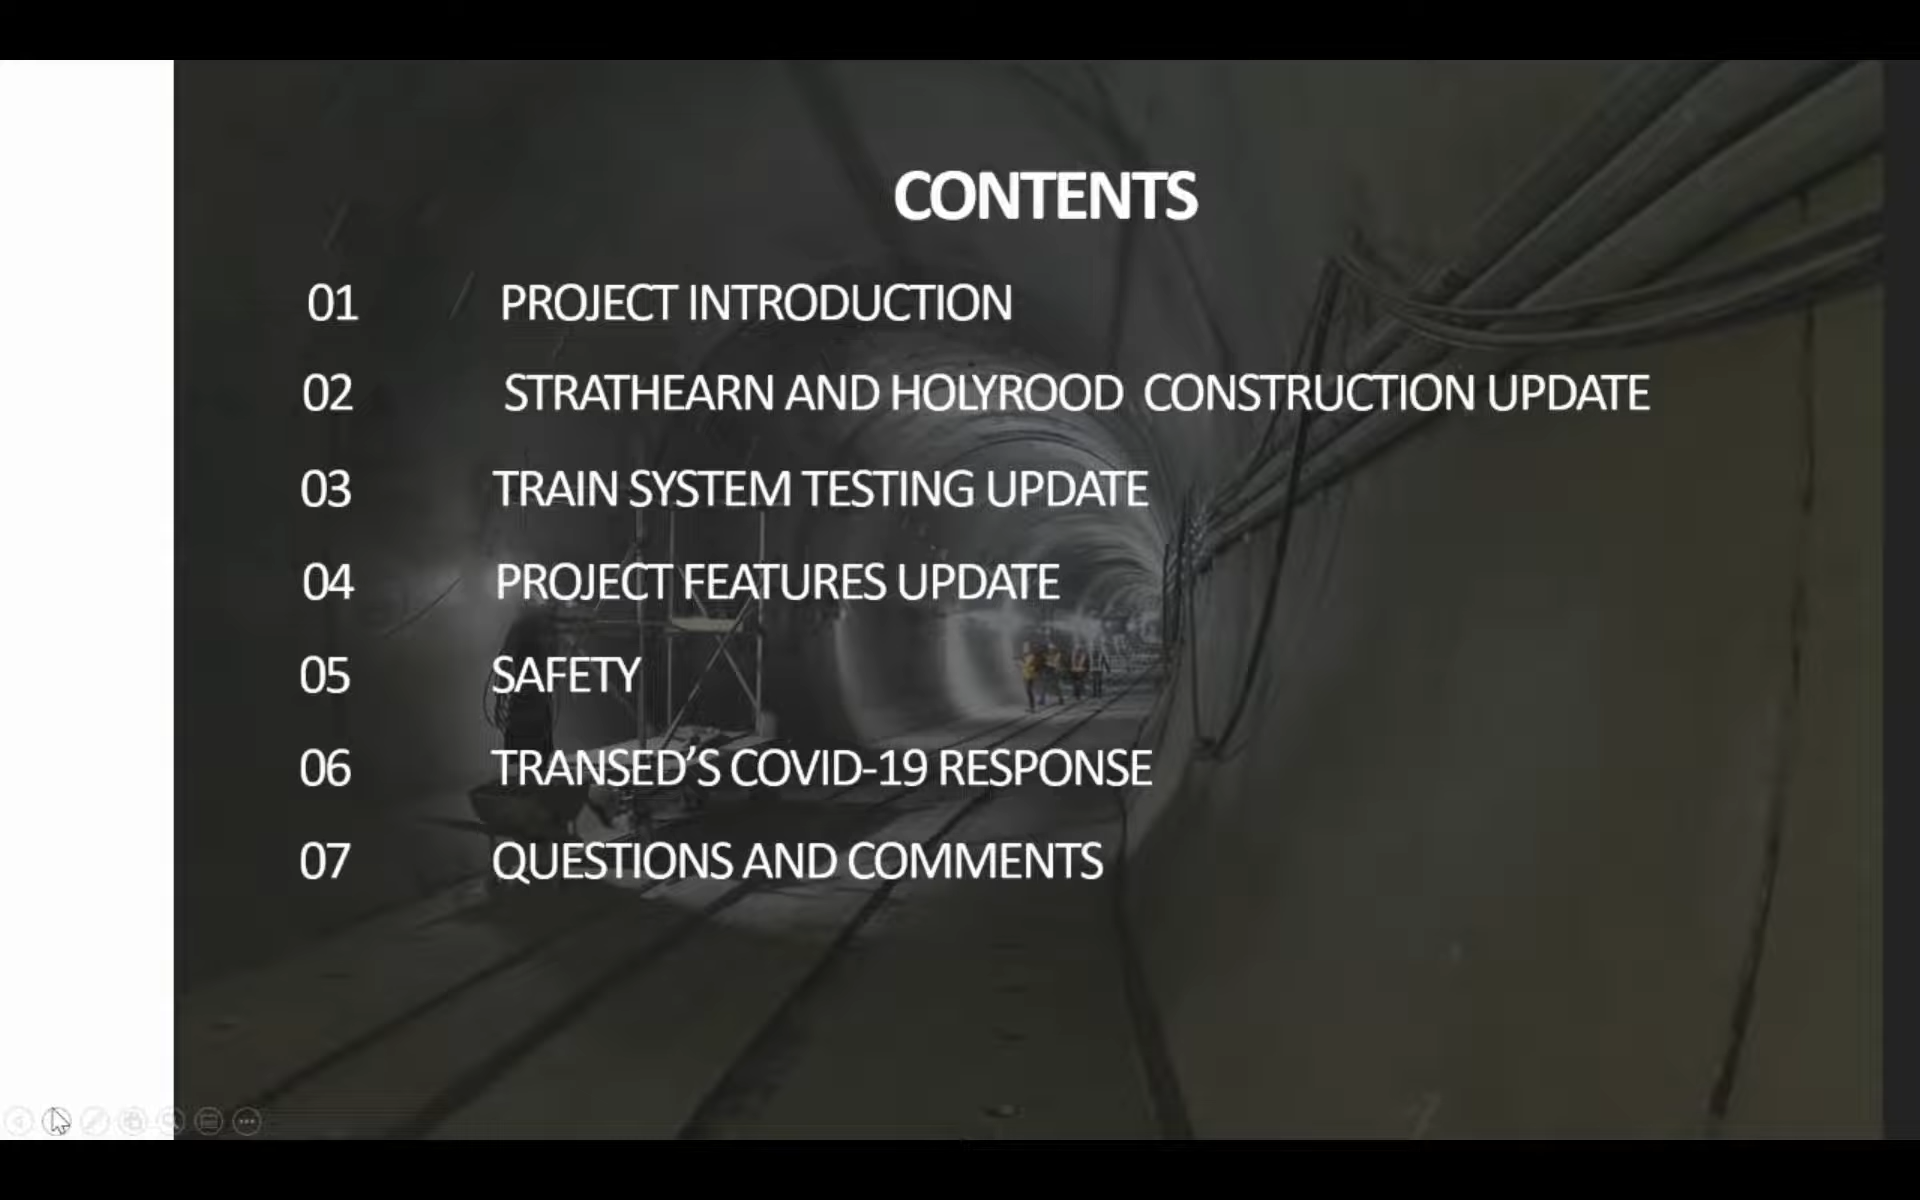 CONTENTS
01 PROJECT INTRODUCTION
02 STRATHEARN AND HOLYROOD CONSTRUCTION UPDATE
03 TRAIN SYSTEM TESTING UPDATE
04 PROJECT FEATURES UPDATE
05 SAFETY
06 TRANSED’S COVID-19 RESPONSE
07 QUESTIONS AND COMMENTS